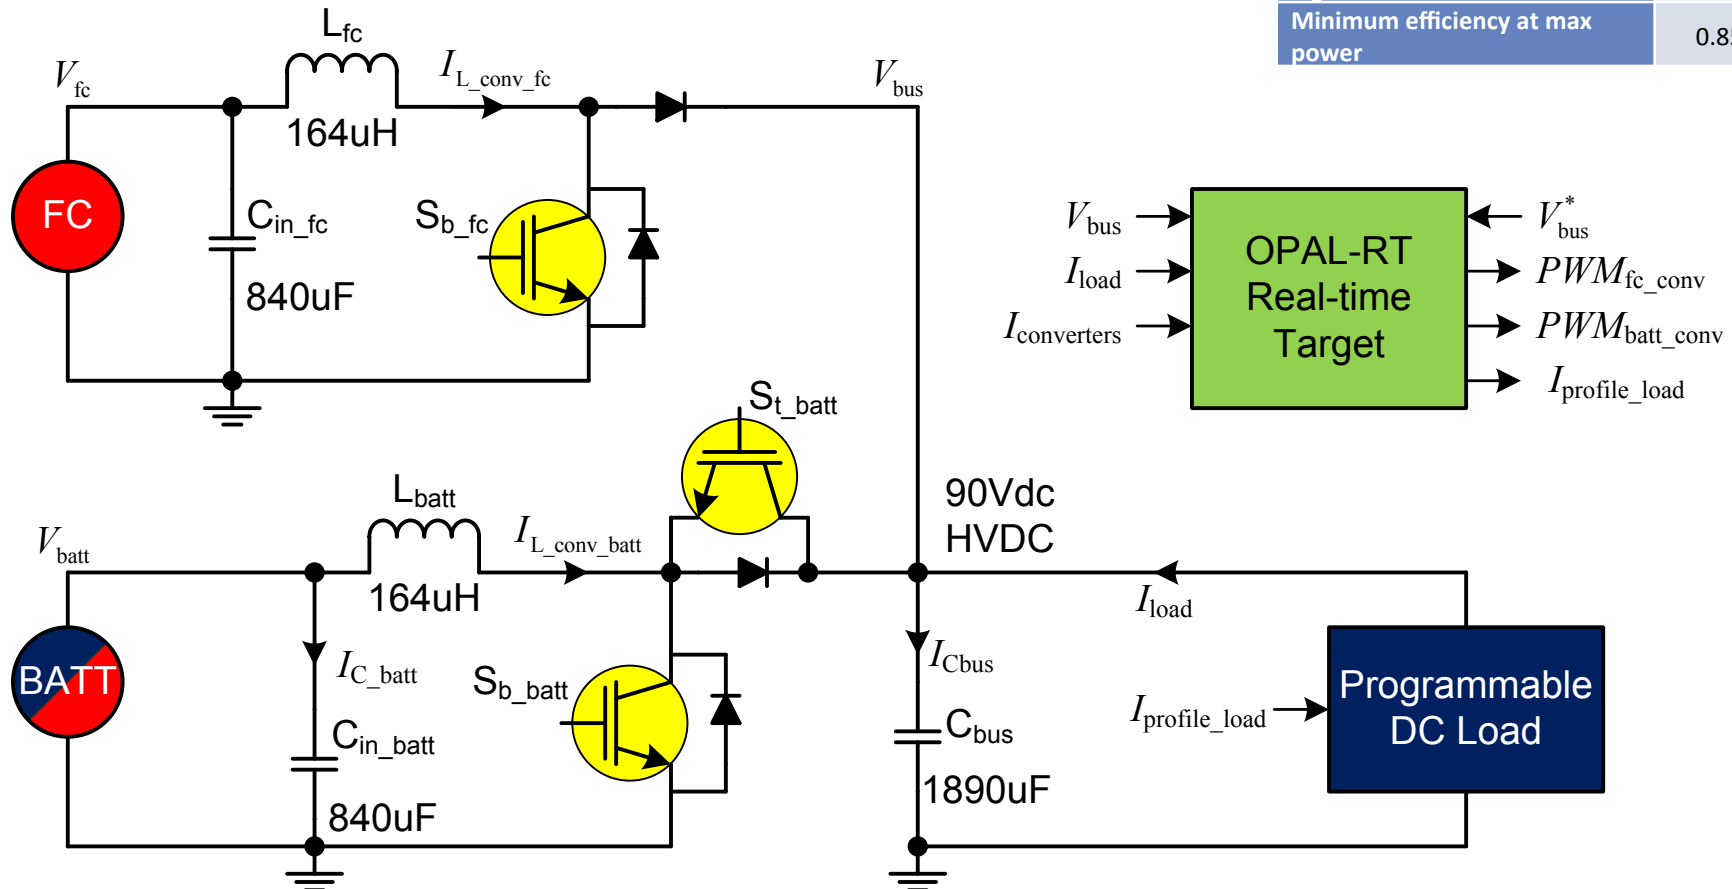 Minimum efficiency at max
power
L_fc
V_fc
I_L_conv_fc
V_bus
164uH
FC
C_in_fc
840uF
S_b_fc
V_bus
I_load
I_converters
OPAL-RT
Real-time
Target
V*_bus
PWM_fc_conv
PWM_batt_conv
I_profile_load
S_t_batt
L_batt
V_batt
I_L_conv_batt
164uH
90Vdc
HVDC
I_load
BATT
I_C_batt
C_in_batt
840uF
S_b_batt
I_Cbus
C_bus
1890uF
I_profile_load
Programmable
DC Load